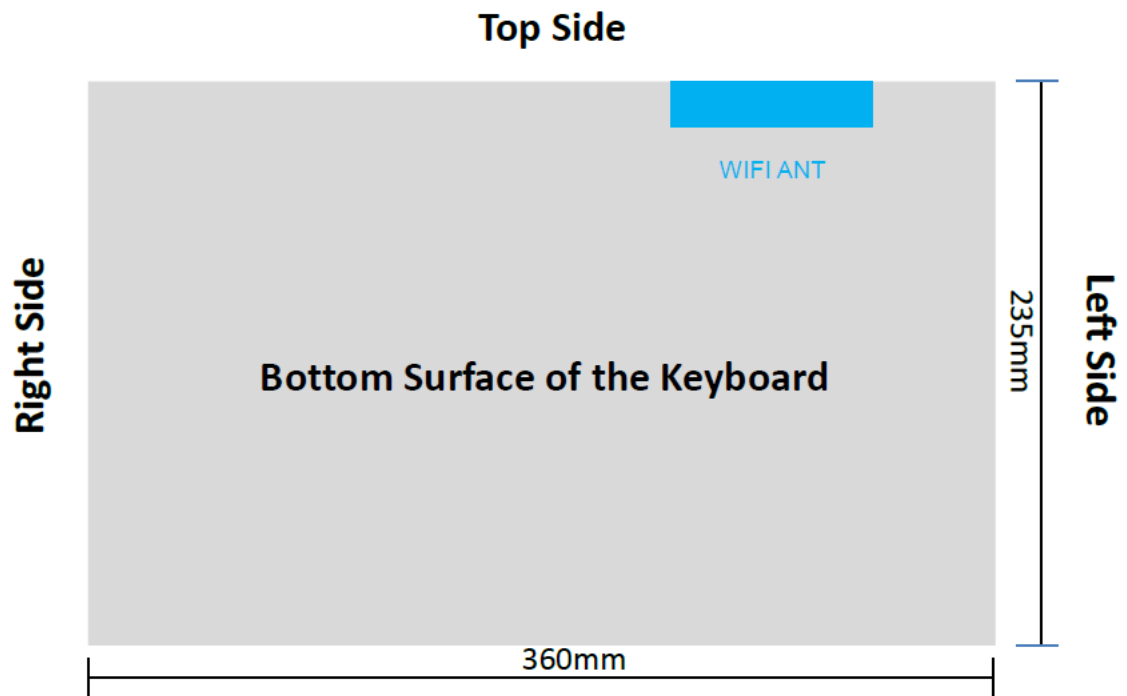 Top Side
WIFI ANT
Right Side
Left Side
235mm
Bottom Surface of the Keyboard
360mm